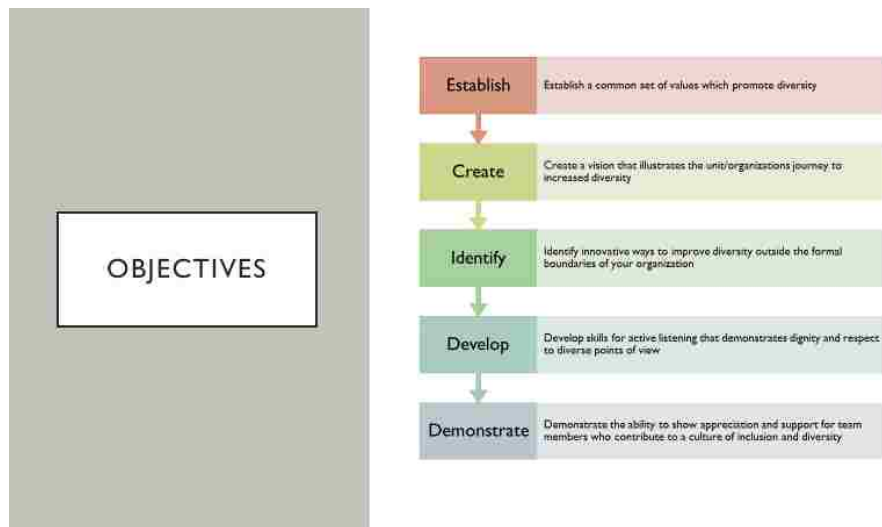 OBJECTIVES
Establish
Establish a common set of values which promote diversity
Create
Create a vision that illustrates the unit/organizations journey to
increased diversity
Identify
Identify innovative ways to improve diversity outside the formal
boundaries of your organization
Develop
Develop skills for active listening that demonstrates dignity and respect
to diverse points of view
Demonstrate
Demonstrate the ability to show appreciation and support for team
members who contribute to a culture of inclusion and diversity